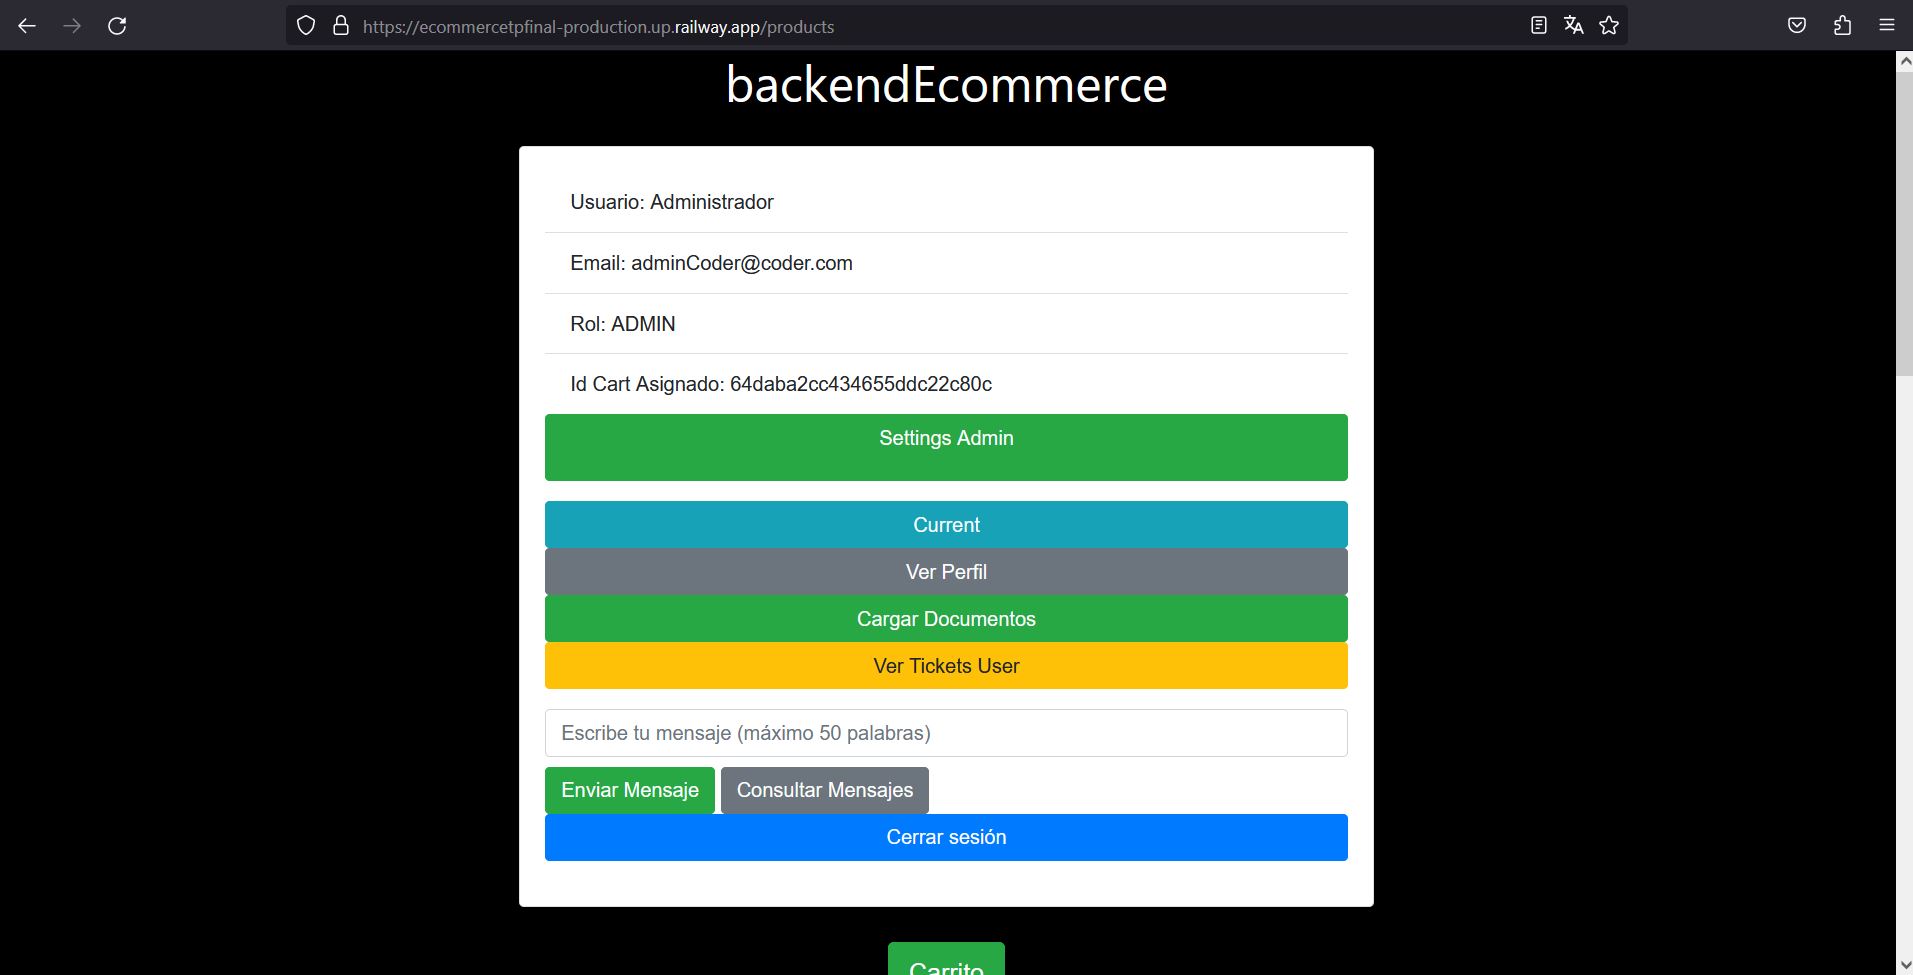 https://ecommercetpfinal-production.up.railway.app/products
backendEcommerce
Usuario: Administrador
Email: adminCoder@coder.com
Rol: ADMIN
Id Cart Asignado: 64daba2cc434655ddc22c80c
Settings Admin
Current
Ver Perfil
Cargar Documentos
Ver Tickets User
Escribe tu mensaje (máximo 50 palabras)
Enviar Mensaje Consultar Mensajes
Cerrar sesión
Carrito